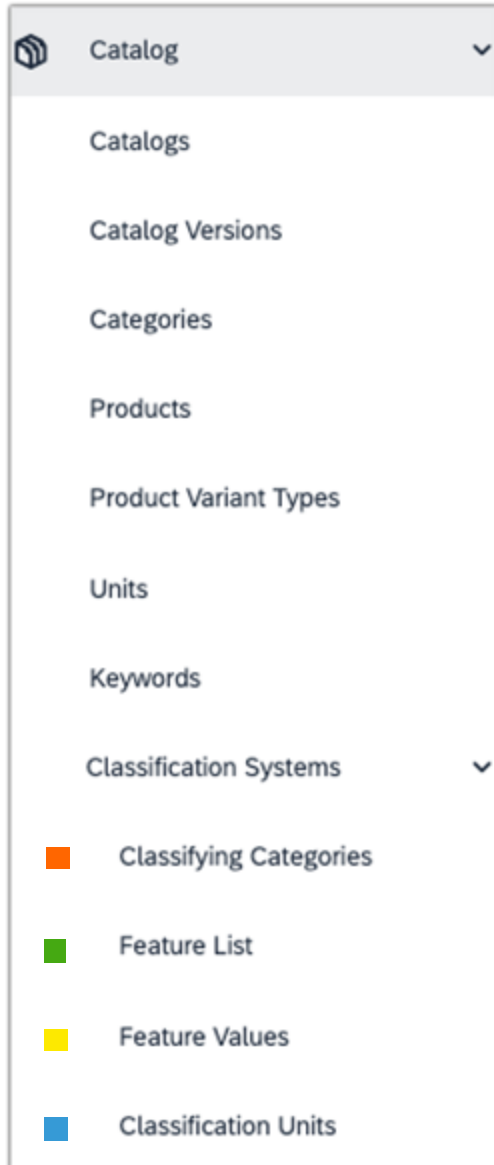 Catalog
Catalogs
Catalog Versions
Categories
Products
Product Variant Types
Units
Keywords
Classification Systems
Classifying Categories
Feature List
Feature Values
Classification Units